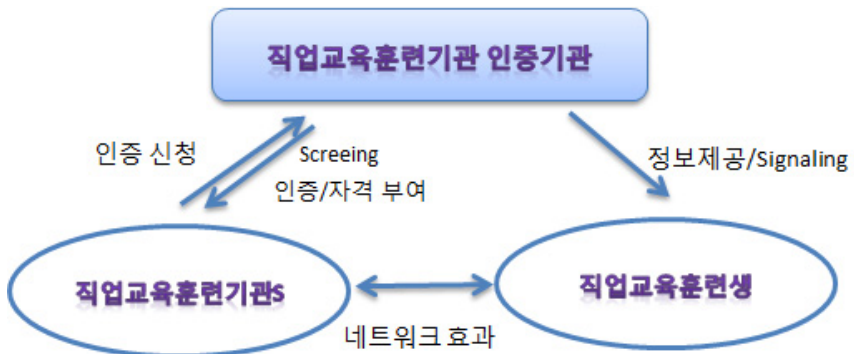 직업교육훈련기관 인증기관
인증 신청
Screeing
인증/자격 부여
정보제공/Signaling
직업교육훈련기관S
직업교육훈련생
네트워크 효과